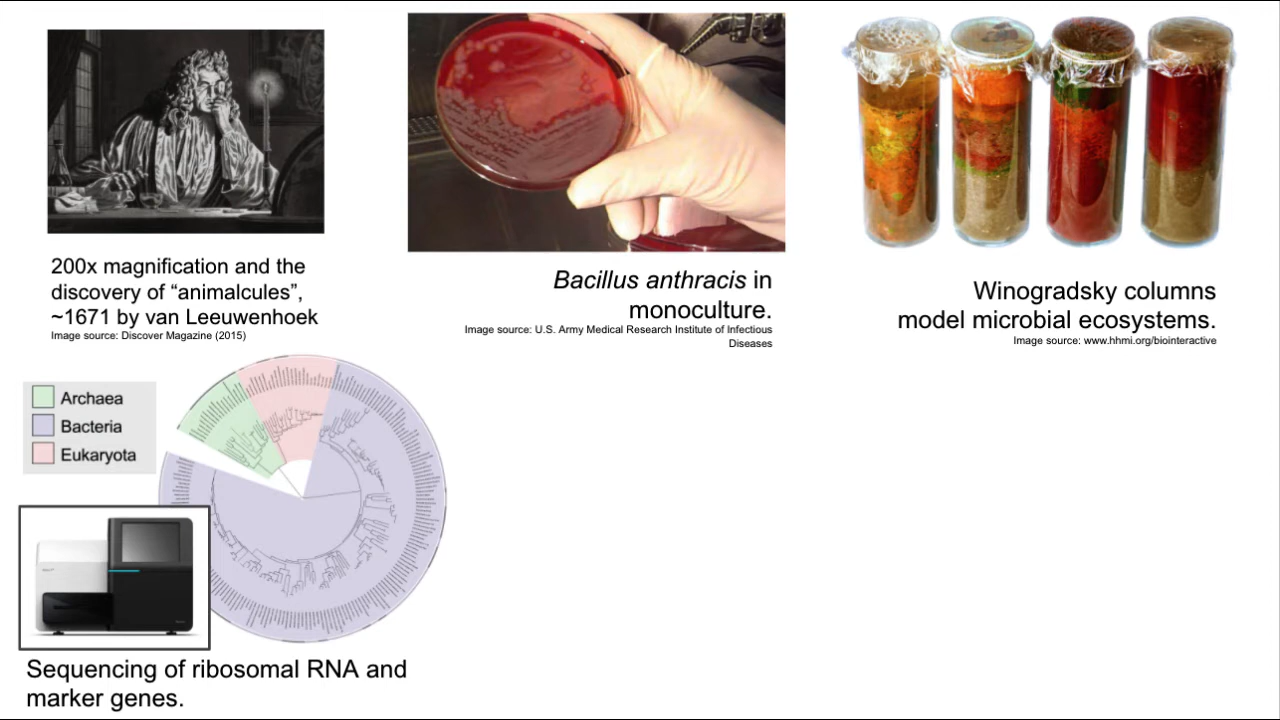 200x magnification and the
discovery of “animalcules”,
~1671 by van Leeuwenhoek
Image source: Discover Magazine (2015)
Bacillus anthracis in
monoculture.
Image source: U.S. Army Medical Research Institute of Infectious
Diseases
Winogradsky columns
model microbial ecosystems.
Image source: www.hhmi.org/biointeractive
Archaea
Bacteria
Eukaryota
Sequencing of ribosomal RNA and
marker genes.